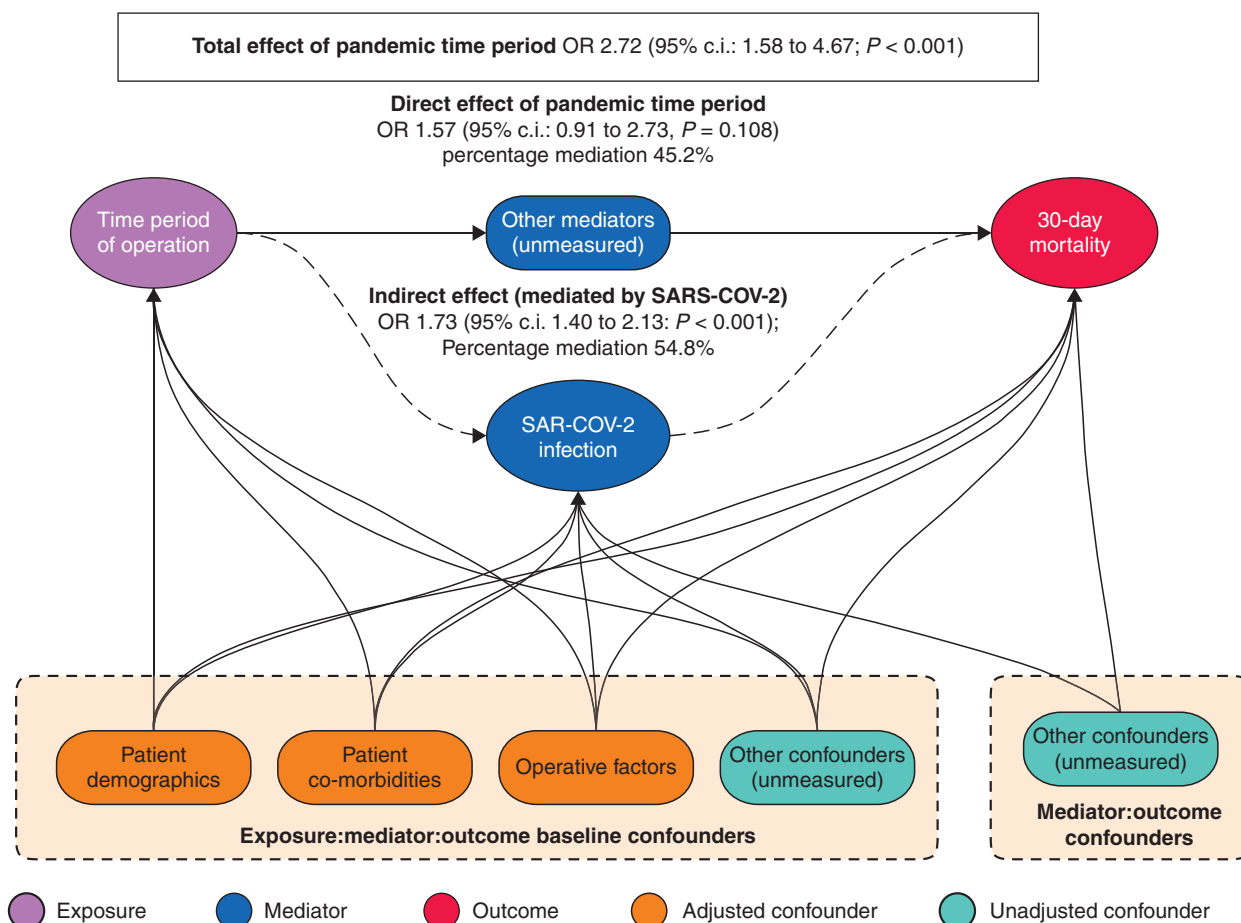 Total effect of pandemic time period OR 2.72 (95% c.i.: 1.58 to 4.67; P < 0.001)
Direct effect of pandemic time period
OR 1.57 (95% c.i.: 0.91 to 2.73, P = 0.108)
percentage mediation 45.2%
Time period
of operation
Other mediators
(unmeasured)
30-day
mortality
Indirect effect (mediated by SARS-COV-2)
OR 1.73 (95% c.i. 1.40 to 2.13: P < 0.001);
Percentage mediation 54.8%
SAR-COV-2
infection
Patient
demographics
Patient
co-morbidities
Operative factors
Other confounders
(unmeasured)
Other confounders
(unmeasured)
Exposure:mediator:outcome baseline confounders
Mediator:outcome
confounders
Exposure
Mediator
Outcome
Adjusted confounder
Unadjusted confounder